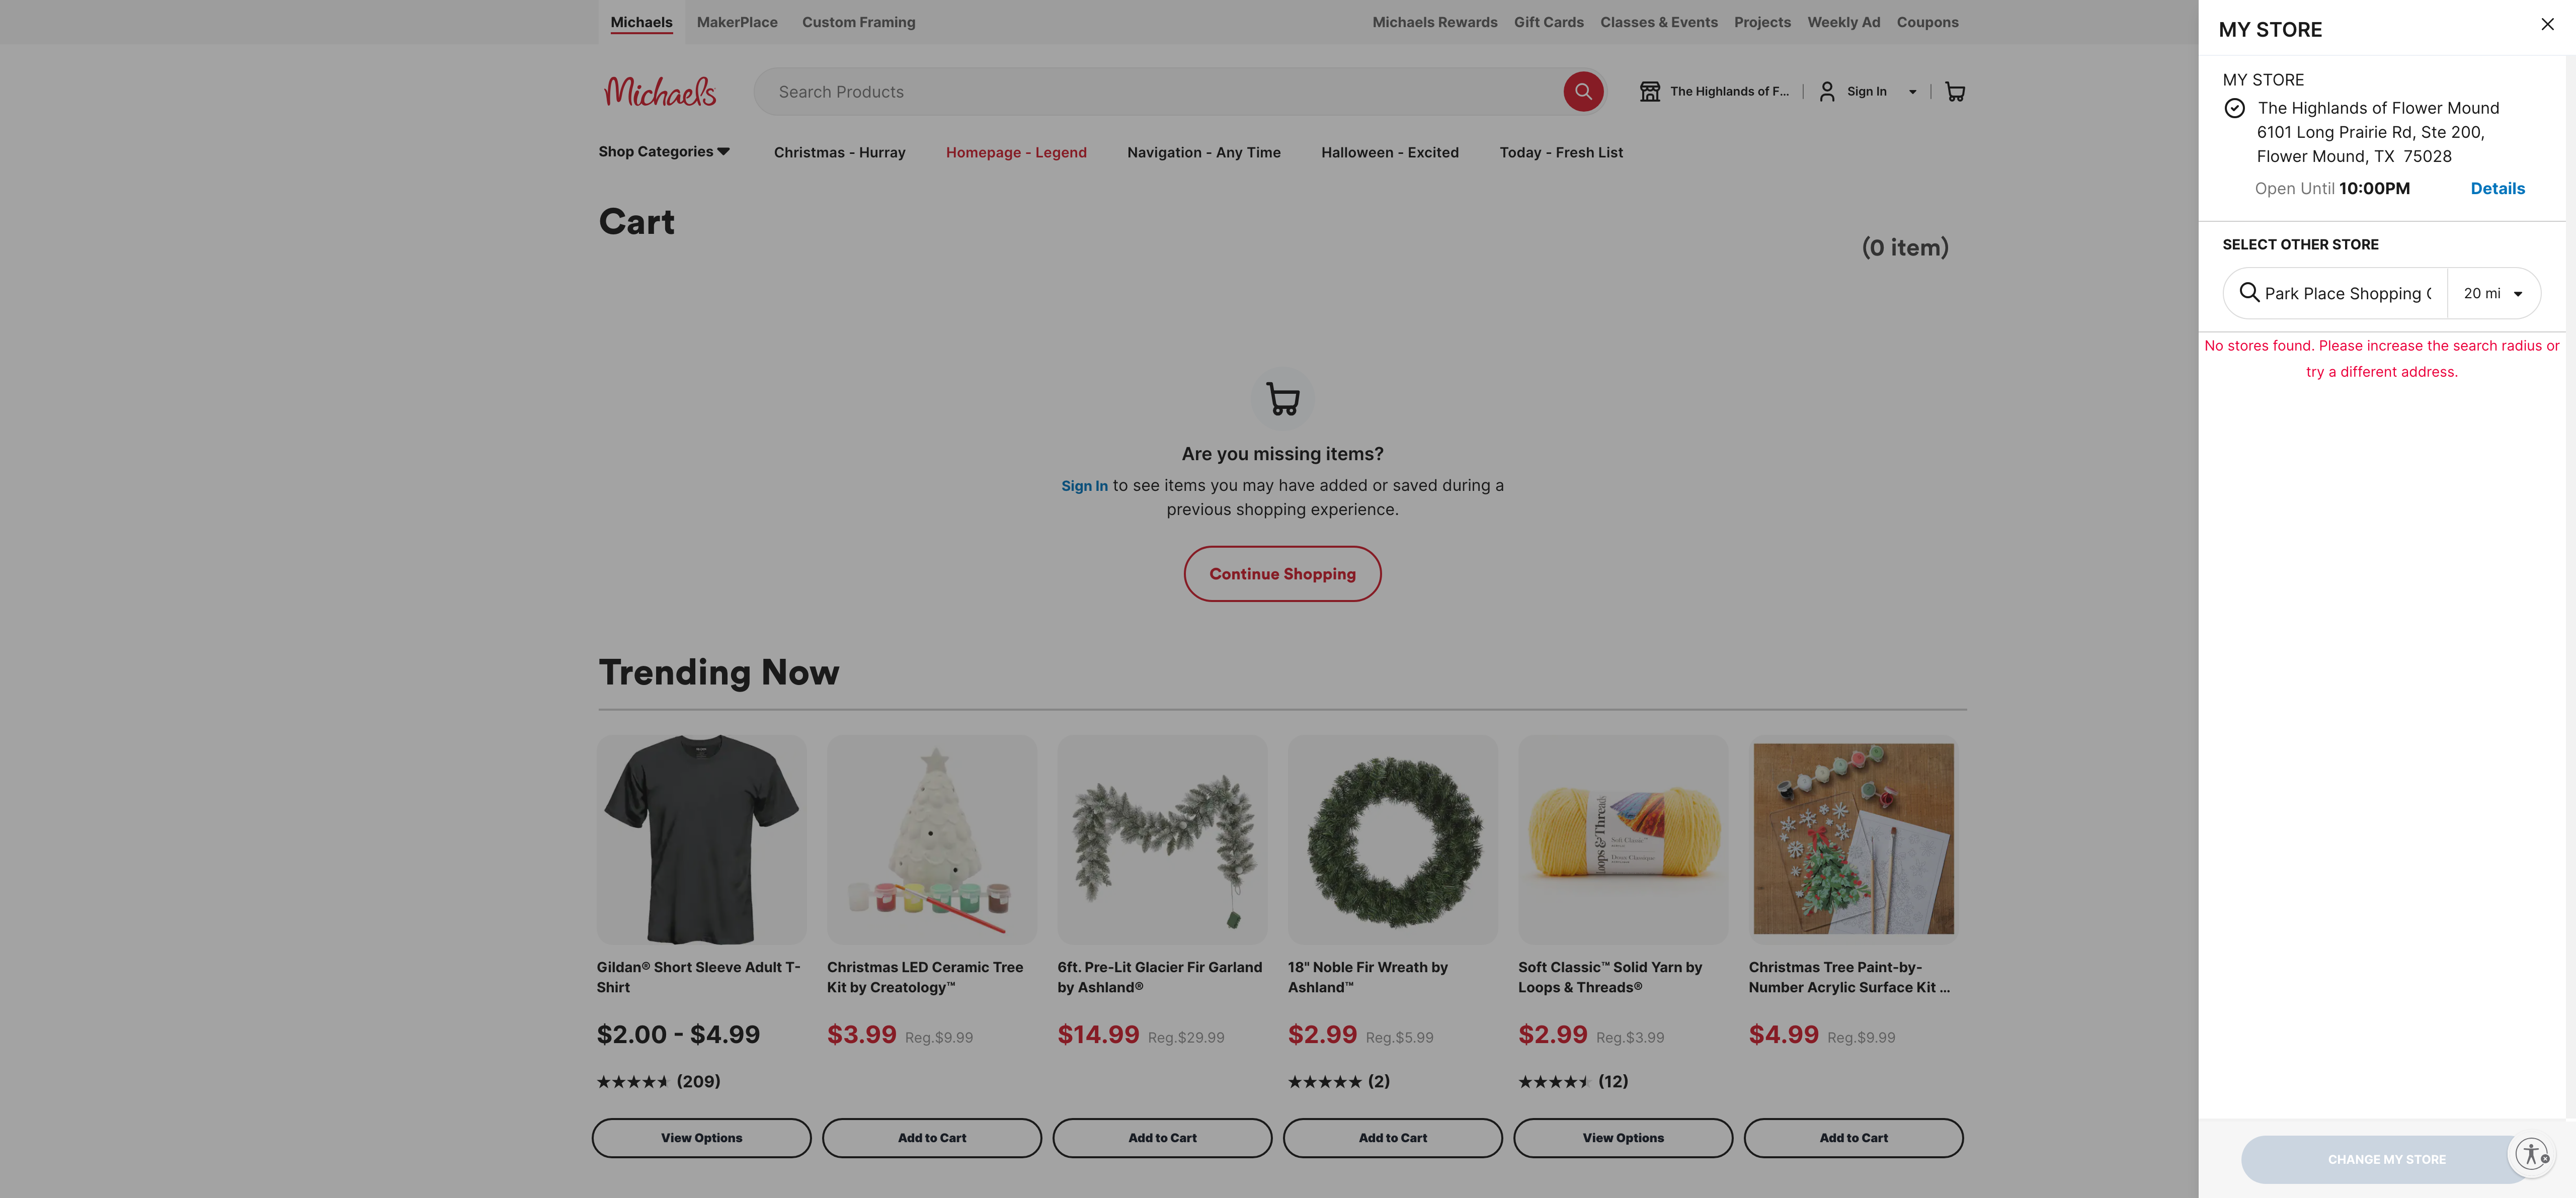 Michaels
MakerPlace
Custom Framing
Michaels Rewards
Gift Cards
Classes & Events
Projects
Weekly Ad
Coupons
Michaels
Search Products
The Highlands of F...
Sign In
Shop Categories
Christmas - Hurray
Homepage - Legend
Navigation - Any Time
Halloween - Excited
Today - Fresh List
Cart
(0 item)
Are you missing items?
Sign In to see items you may have added or saved during a
previous shopping experience.
Continue Shopping
Trending Now
Loops & Threads
Soft Classic™
Doux Classique
Gildan® Short Sleeve Adult T-
Shirt
$2.00 - $4.99
(209)
View Options
Christmas LED Ceramic Tree
Kit by Creatology™
$3.99 Reg.$9.99
Add to Cart
6ft. Pre-Lit Glacier Fir Garland
by Ashland®
$14.99 Reg.$29.99
Add to Cart
18" Noble Fir Wreath by
Ashland™
$2.99 Reg.$5.99
(2)
Add to Cart
Soft Classic™ Solid Yarn by
Loops & Threads®
$2.99 Reg.$3.99
(12)
View Options
Christmas Tree Paint-by-
Number Acrylic Surface Kit ...
$4.99 Reg.$9.99
Add to Cart
MY STORE
MY STORE
The Highlands of Flower Mound
6101 Long Prairie Rd, Ste 200,
Flower Mound, TX 75028
Open Until 10:00PM
Details
SELECT OTHER STORE
Park Place Shopping
20 mi
No stores found. Please increase the search radius or
try a different address.
CHANGE MY STORE